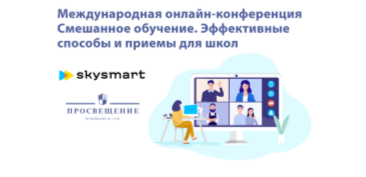 Международная онлайн-конференция
Смешанное обучение. Эффективные
способы и приемы для школ
skysmart
ПРОСВЕЩЕНИЕ